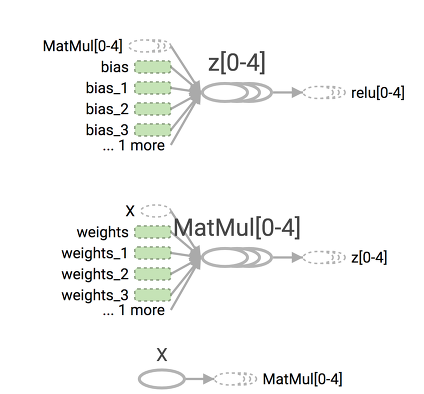 z[0-4]
MatMul[0-4]
bias
bias_1
bias_2
bias_3
... 1 more
relu[0-4]
MatMul[0-4]
X
weights
weights_1
weights_2
weights_3
... 1 more
z[0-4]
X
MatMul[0-4]